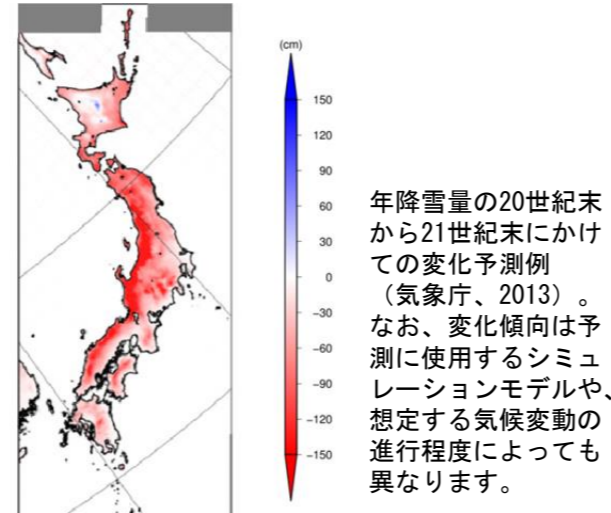 (cm)
150
120
90
60
30
0
−30
−60
−90
−120
−150
年降雪量の20世紀末
から21世紀末にかけ
ての変化予測例
（気象庁、2013）。
なお、変化傾向は予
測に使用するシミュ
レーションモデルや、
想定する気候変動の
進行程度によっても
異なります。